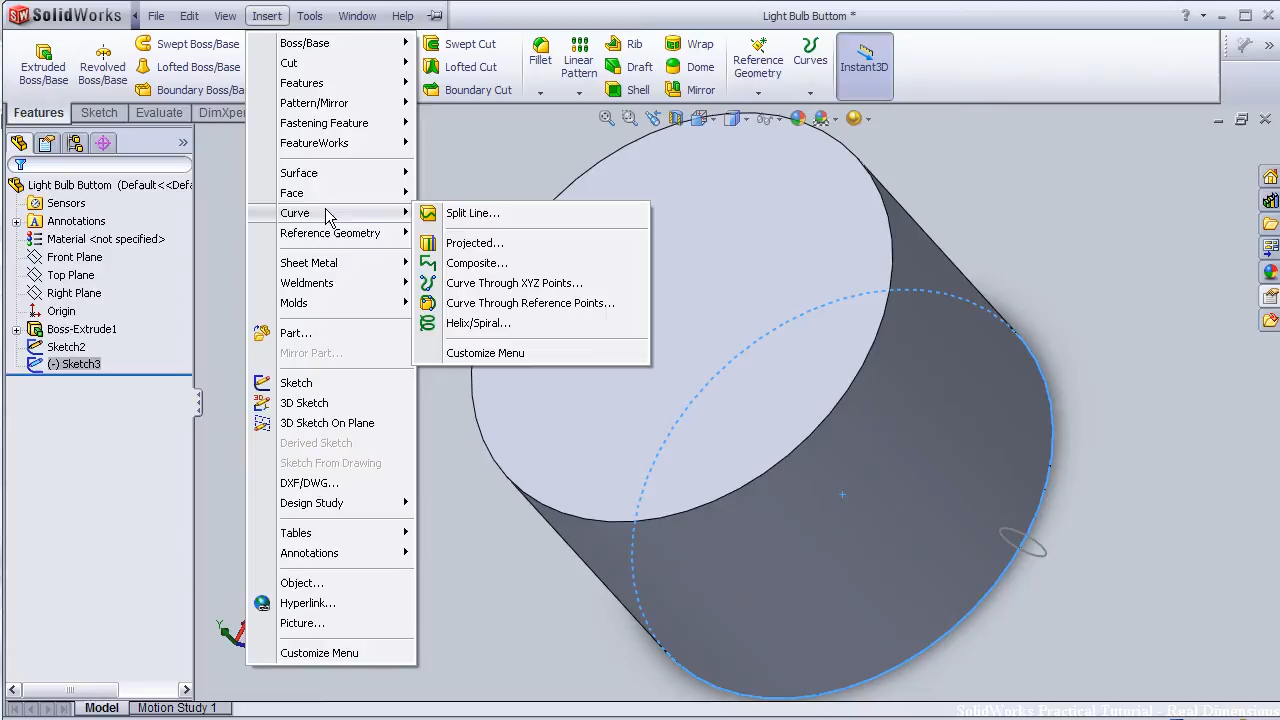 SolidWorks File Edit View Insert Tools Window Help Light Bulb Buttom * ?
Extruded Boss/Base
Revolved Boss/Base
Swept Boss/Base
Lofted Boss/Base
Boundary Boss/Ba
Swept Cut
Lofted Cut
Boundary Cut
Fillet
Linear Pattern
Rib
Draft
Shell
Wrap
Dome
Mirror
Reference Geometry
Curves
Instant3D
Features Sketch Evaluate DimXper
Light Bulb Buttom (Default<<Defa
Sensors
Annotations
Material <not specified>
Front Plane
Top Plane
Right Plane
Origin
Boss-Extrude1
Sketch2
(-) Sketch3
Boss/Base
Cut
Features
Pattern/Mirror
Fastening Feature
FeatureWorks
Surface
Face
Curve
Reference Geometry
Sheet Metal
Weldments
Molds
Part...
Mirror Part...
Sketch
3D Sketch
3D Sketch On Plane
Derived Sketch
Sketch From Drawing
DXF/DWG...
Design Study
Tables
Annotations
Object...
Hyperlink...
Picture...
Customize Menu
Split Line...
Projected...
Composite...
Curve Through XYZ Points...
Curve Through Reference Points...
Helix/Spiral...
Customize Menu
Y
Model Motion Study 1
SolidWorks Practical Tutorial - Real Dimensions